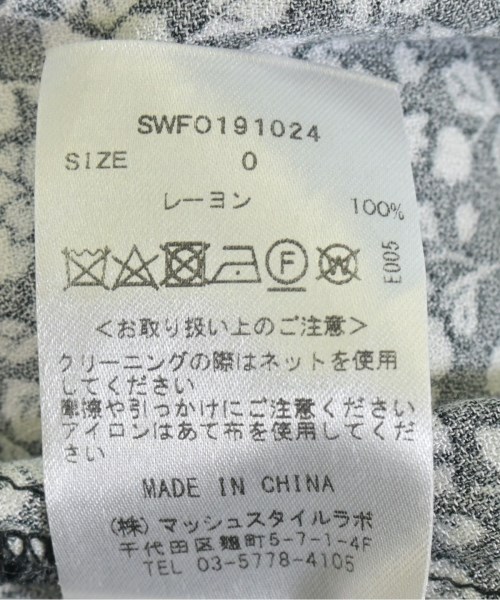 SWFO191024
SIZE 0
レーヨン 100%
F W E005
<お取り扱い上のご注意>
クリーニングの際はネットを使用
してください
摩擦や引っかけにご注意ください
アイロンはあて布を使用してくだ
さい
MADE IN CHINA
(株)マッシュスタイルラボ
千代田区麹町5-7-1-4F
TEL 03-5778-4105